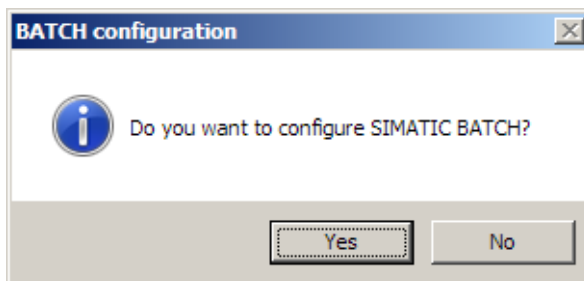 BATCH configuration
Do you want to configure SIMATIC BATCH?
Yes No